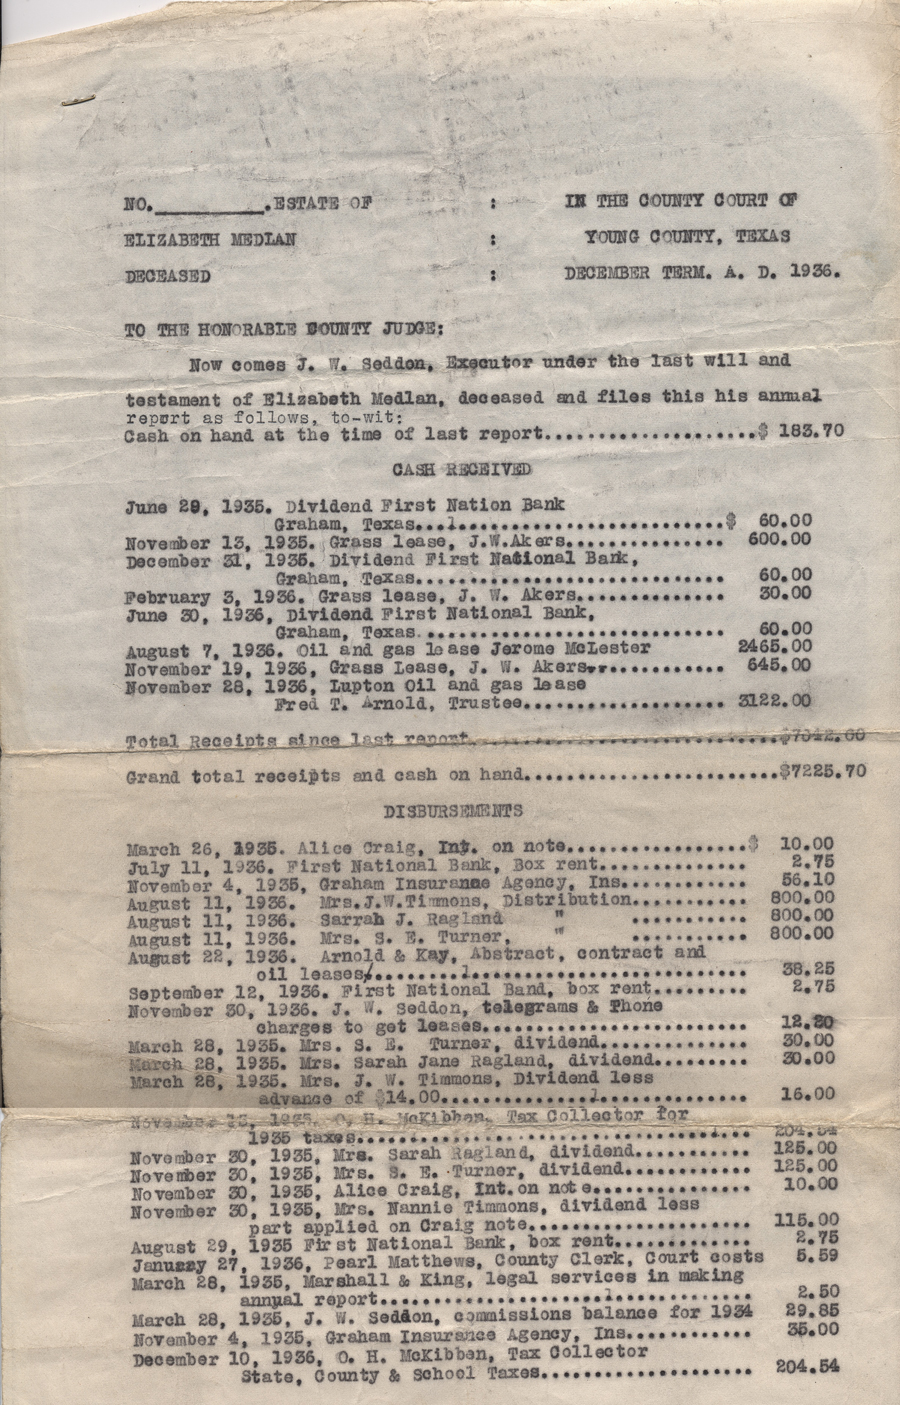 NO.__________.ESTATE OF : IN THE COUNTY COURT OF
ELIZABETH MEDLAN : YOUNG COUNTY, TEXAS
DECEASED : DECEMBER TERM. A. D. 1936.
TO THE HONORABLE COUNTY JUDGE:
Now comes J. W. Seddon, Executor under the last will and
testament of Elizabeth Medlan, deceased and files this his annual
report as follows, to-wit:
Cash on hand at the time of last report....................$ 183.70
CASH RECEIVED
June 29, 1935. Dividend First Nation Bank
Graham, Texas...l.........................$ 60.00
November 13, 1935. Grass lease, J.W.Akers............... 600.00
December 31, 1935. Dividend First National Bank,
Graham, Texas............................. 60.00
February 3, 1936. Grass lease, J. W. Akers.............. 30.00
June 30, 1936, Dividend First National Bank,
Graham, Texas............................. 60.00
August 7, 1936. Oil and gas lease Jerome McLester 2465.00
November 19, 1936, Grass Lease, J. W. Akers............. 645.00
November 28, 1936, Lupton Oil and gas lease
Fred T. Arnold, Trustee................... 3122.00
Total Receipts since last report.............................$7042.00
Grand total receipts and cash on hand........................$7225.70
DISBURSEMENTS
March 26, 1935. Alice Craig, Int. on note.................$ 10.00
July 11, 1936. First National Bank, Box rent.............. 2.75
November 4, 1935, Graham Insurance Agency, Ins............ 56.10
August 11, 1936. Mrs.J.W.Timmons, Distribution........... 800.00
August 11, 1936. Sarrah J. Ragland " ........... 800.00
August 11, 1936. Mrs. S. E. Turner, " ........... 800.00
August 22, 1936. Arnold & Kay, Abstract, contract and
oil leases/.........l.......................... 38.25
September 12, 1936. First National Band, box rent......... 2.75
November 30, 1936. J. W. Seddon, telegrams & Phone
charges to get leases......................... 12.20
March 28, 1935. Mrs. S. E. Turner, dividend.............. 30.00
March 28, 1935. Mrs. Sarah Jane Ragland, dividend......... 30.00
March 28, 1935. Mrs. J. W. Timmons, Dividend less
advance of $14.00..............l.............. 16.00
November 1935. O. H. McKibben, Tax Collector for
1935 taxes..................................... 204.54
November 30, 1935, Mrs. Sarah Ragland, dividend........... 125.00
November 30, 1935, Mrs. S. E. Turner, dividend............ 125.00
November 30, 1935, Alice Craig, Int.on note............... 10.00
November 30, 1935, Mrs. Nannie Timmons, dividend less
part applied on Craig note..................... 115.00
August 29, 1935 First National Bank, box rent............. 2.75
January 27, 1936, Pearl Matthews, County Clerk, Court costs 5.59
March 28, 1935, Marshall & King, legal services in making
annual report.....................l............ 2.50
March 28, 1935, J. W. Seddon, commissions balance for 1934 29.85
November 4, 1935, Graham Insurance Agency, Ins............ 35.00
December 10, 1936, O. H. McKibben, Tax Collector
State, County & School Taxes................... 204.54